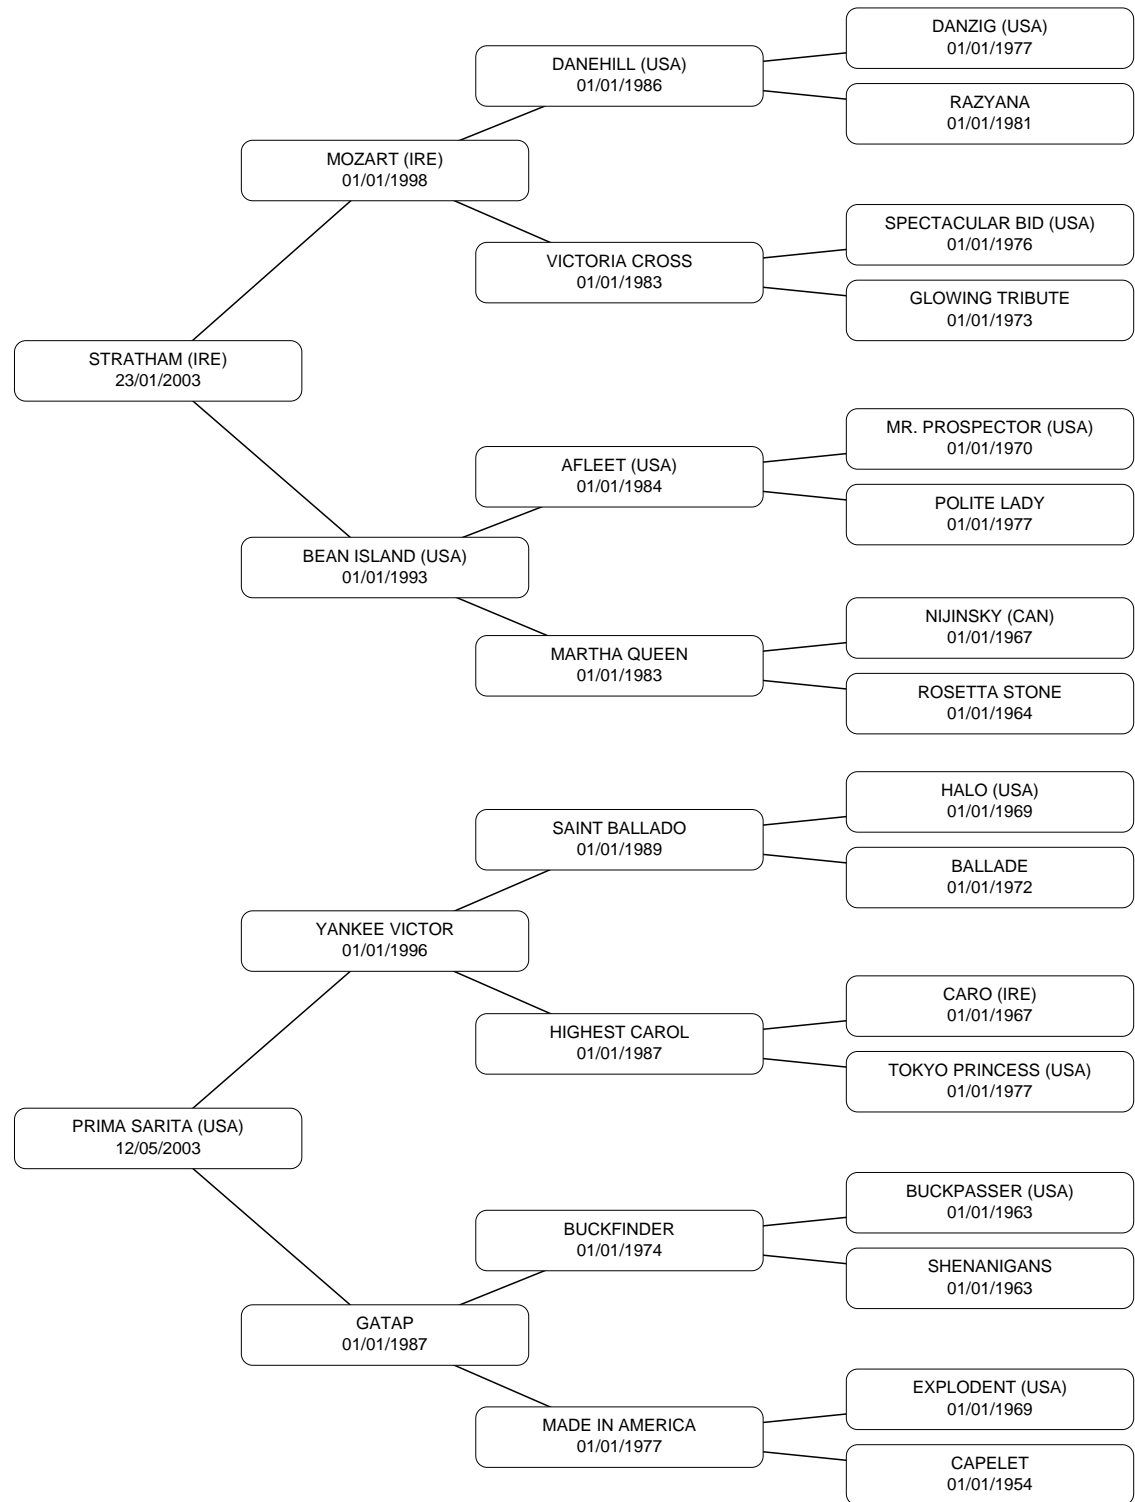 DANZIG (USA)
01/01/1977
DANEHILL (USA)
01/01/1986
RAZYANA
01/01/1981
MOZART (IRE)
01/01/1998
SPECTACULAR BID (USA)
01/01/1976
VICTORIA CROSS
01/01/1983
GLOWING TRIBUTE
01/01/1973
STRATHAM (IRE)
23/01/2003
MR. PROSPECTOR (USA)
01/01/1970
AFLEET (USA)
01/01/1984
POLITE LADY
01/01/1977
BEAN ISLAND (USA)
01/01/1993
NIJINSKY (CAN)
01/01/1967
MARTHA QUEEN
01/01/1983
ROSETTA STONE
01/01/1964
HALO (USA)
01/01/1969
SAINT BALLADO
01/01/1989
BALLADE
01/01/1972
YANKEE VICTOR
01/01/1996
CARO (IRE)
01/01/1967
HIGHEST CAROL
01/01/1987
TOKYO PRINCESS (USA)
01/01/1977
PRIMA SARITA (USA)
12/05/2003
BUCKPASSER (USA)
01/01/1963
BUCKFINDER
01/01/1974
SHENANIGANS
01/01/1963
GATAP
01/01/1987
EXPLODENT (USA)
01/01/1969
MADE IN AMERICA
01/01/1977
CAPELET
01/01/1954